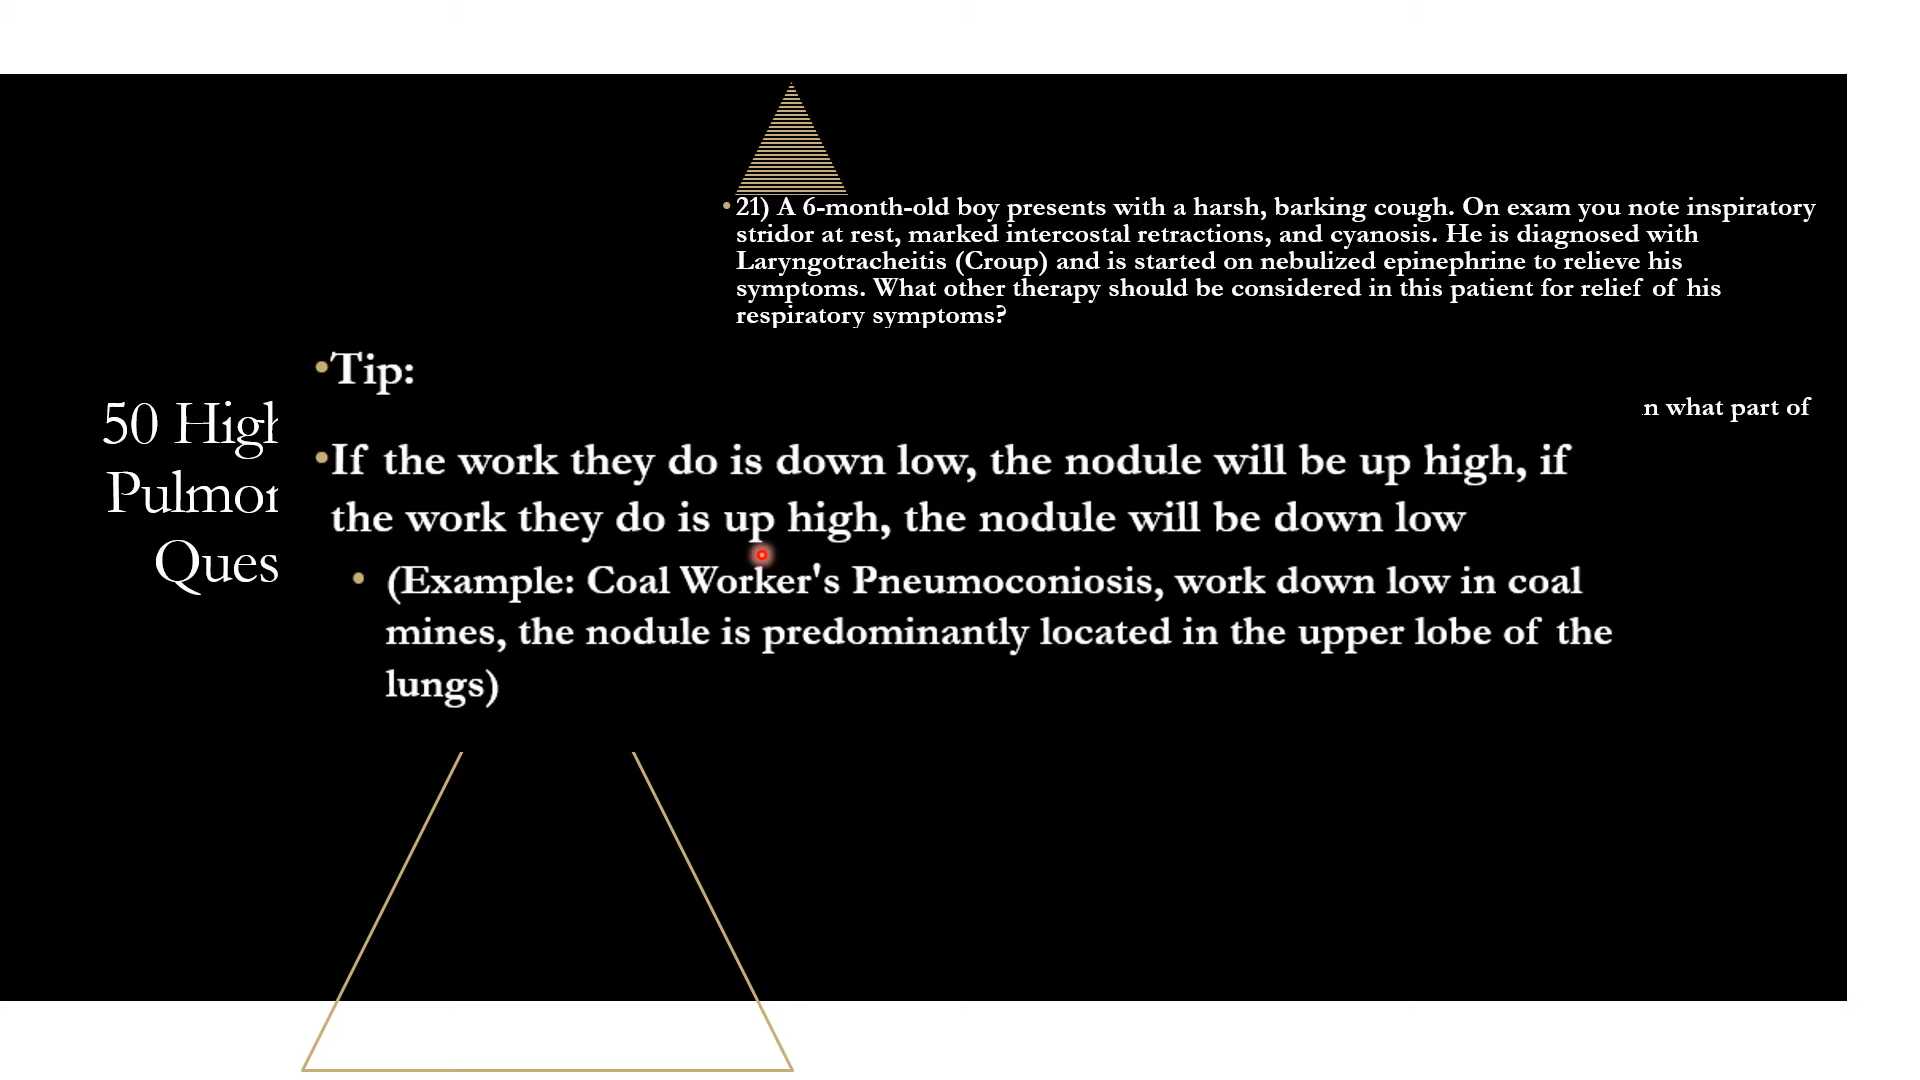 • 21) A 6-month-old boy presents with a harsh, barking cough. On exam you note inspiratory
stridor at rest, marked intercostal retractions, and cyanosis. He is diagnosed with
Laryngotracheitis (Croup) and is started on nebulized epinephrine to relieve his
symptoms. What other therapy should be considered in this patient for relief of his
respiratory symptoms?
n what part of
50 High
Pulmon
Ques
•Tip:
•If the work they do is down low, the nodule will be up high, if
the work they do is up high, the nodule will be down low
• (Example: Coal Worker's Pneumoconiosis, work down low in coal
mines, the nodule is predominantly located in the upper lobe of the
lungs)